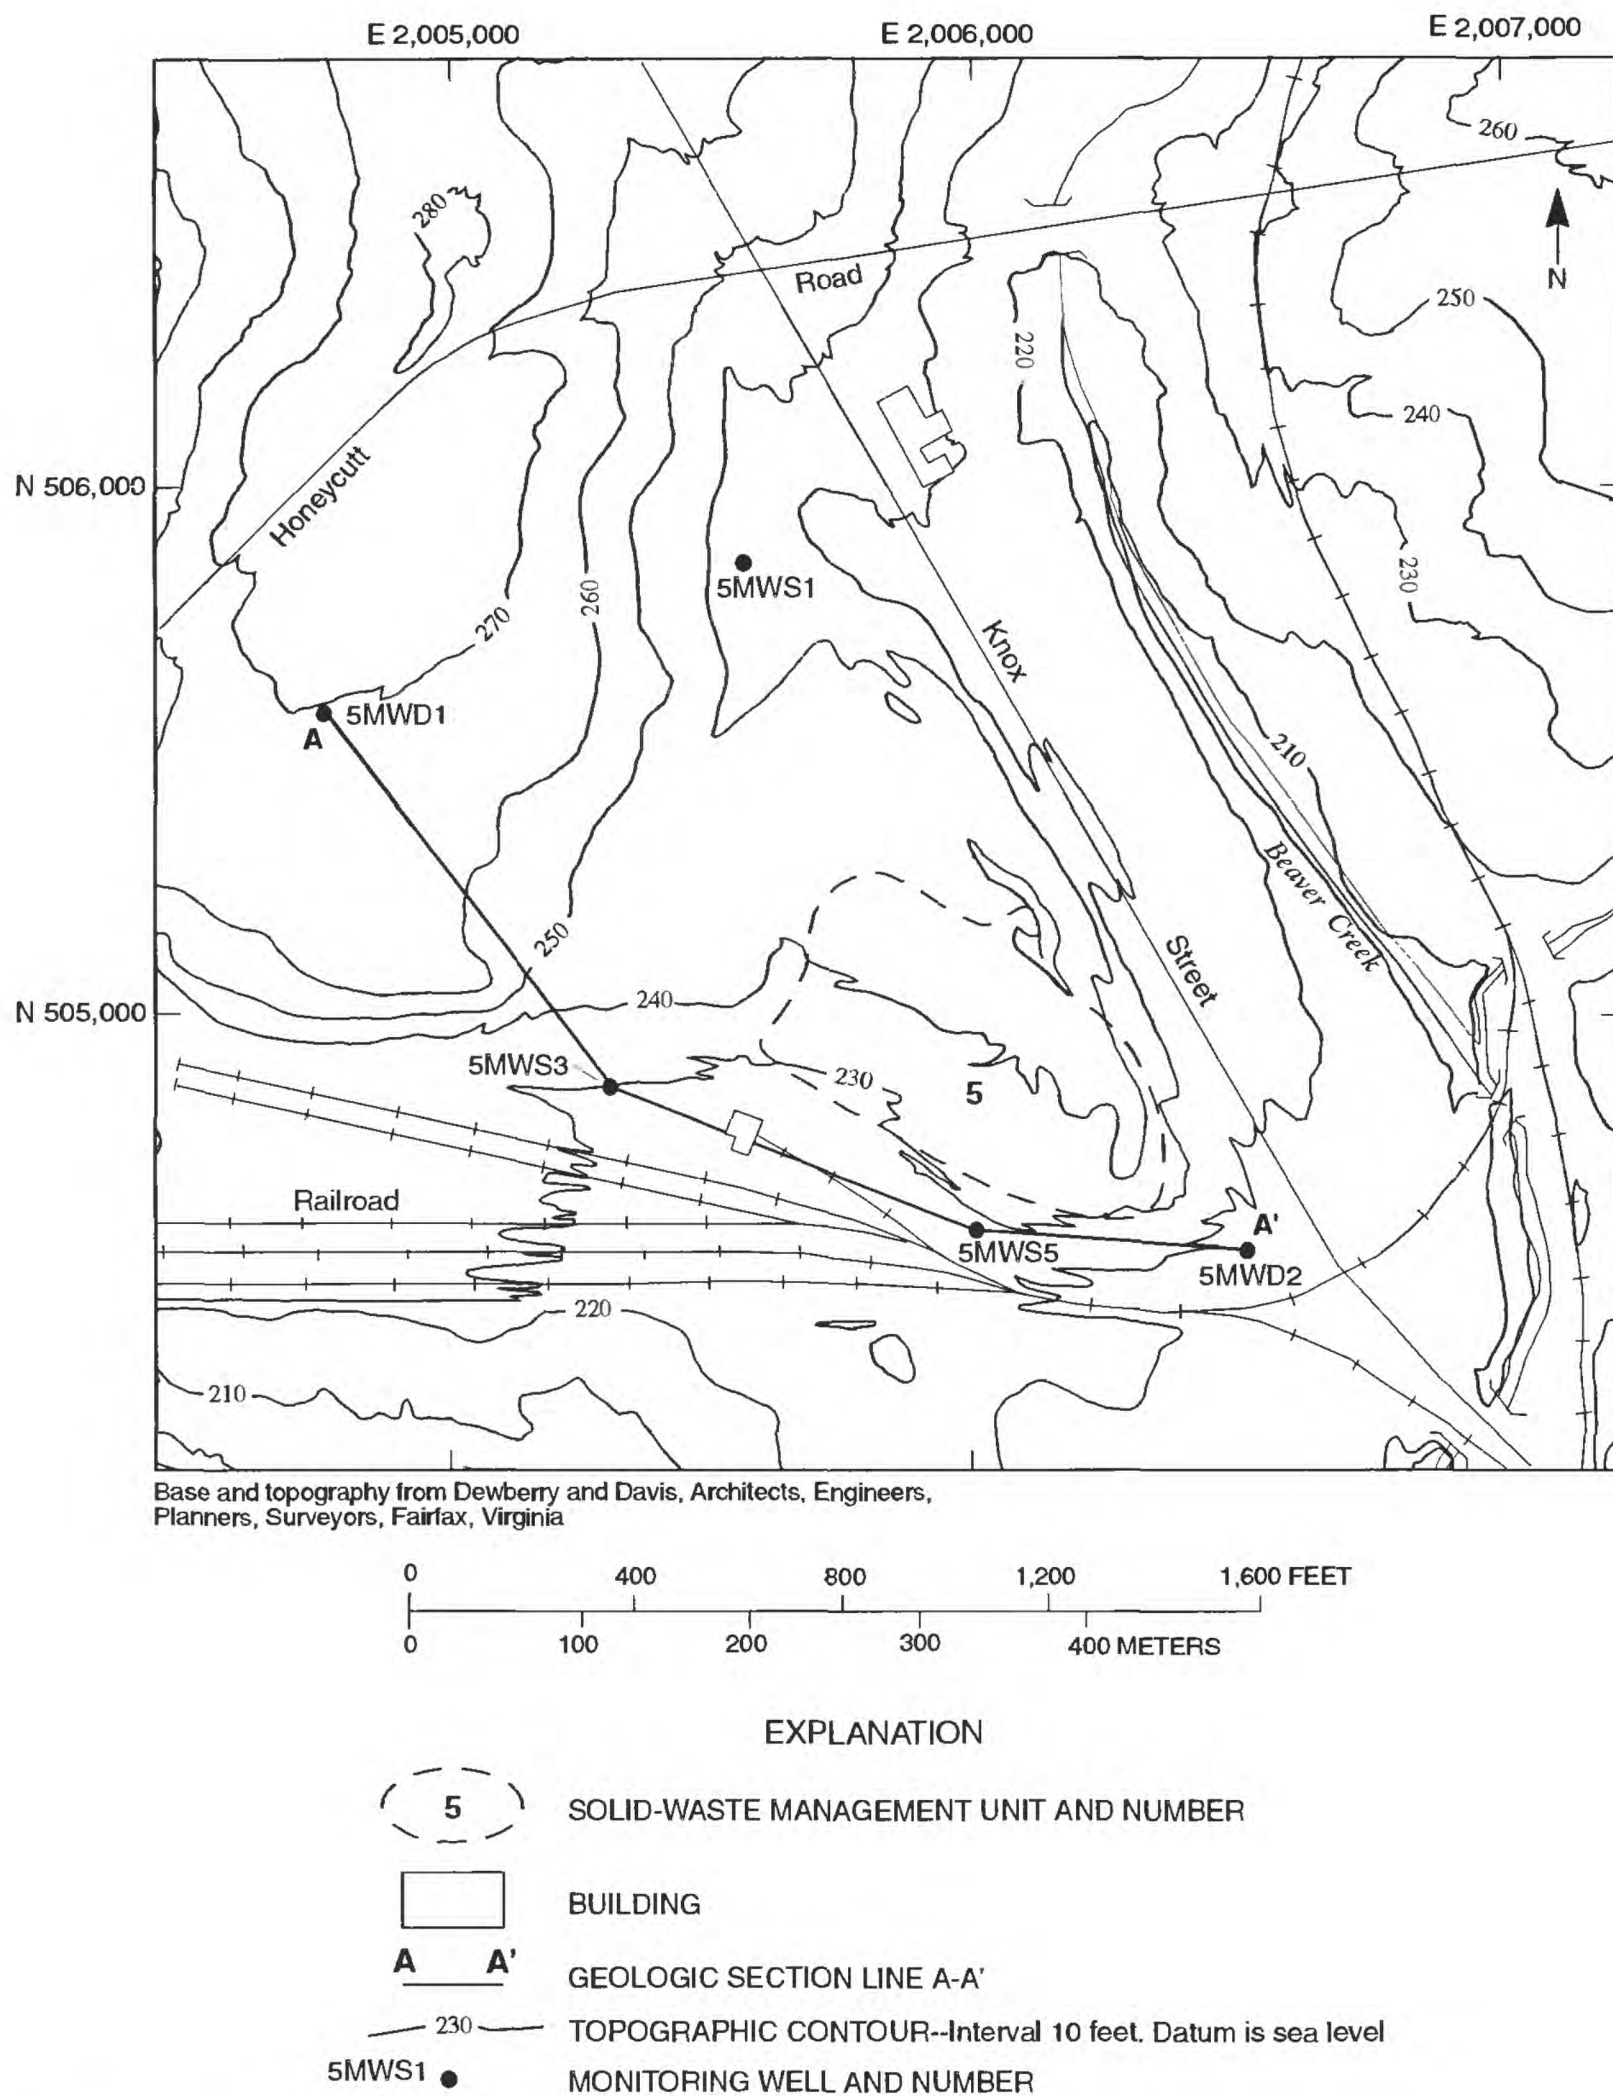 E 2,005,000
E 2,006,000
E 2,007,000
260
280
N
Road
250
220
240
N 506,000
Honeycutt
5MWS1
230
260
270
Knox
5MWD1
A
210
Beaver Creek
250
Street
240
N 505,000
5MWS3
230
5
Railroad
A'
5MWS5
5MWD2
220
210
Base and topography from Dewberry and Davis, Architects, Engineers,
Planners, Surveyors, Fairfax, Virginia
0 400 800 1,200 1,600 FEET
0 100 200 300 400 METERS
EXPLANATION
5 SOLID-WASTE MANAGEMENT UNIT AND NUMBER
BUILDING
A A' GEOLOGIC SECTION LINE A-A'
230 TOPOGRAPHIC CONTOUR--Interval 10 feet. Datum is sea level
5MWS1 MONITORING WELL AND NUMBER